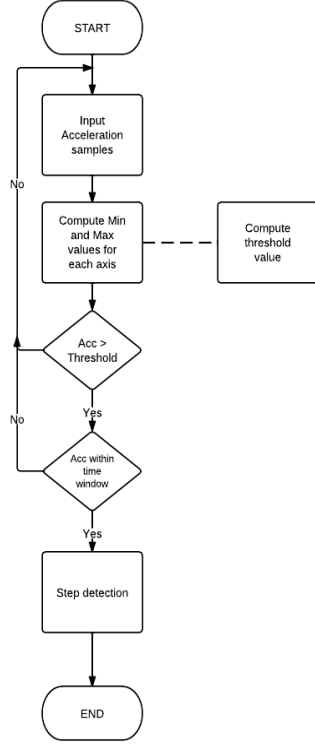 START
Input
Acceleration
samples
No
Compute Min
and Max
values for
each axis
Compute
threshold
value
Acc >
Threshold
Yes
No
Acc within
time
window
Yes
Step detection
END